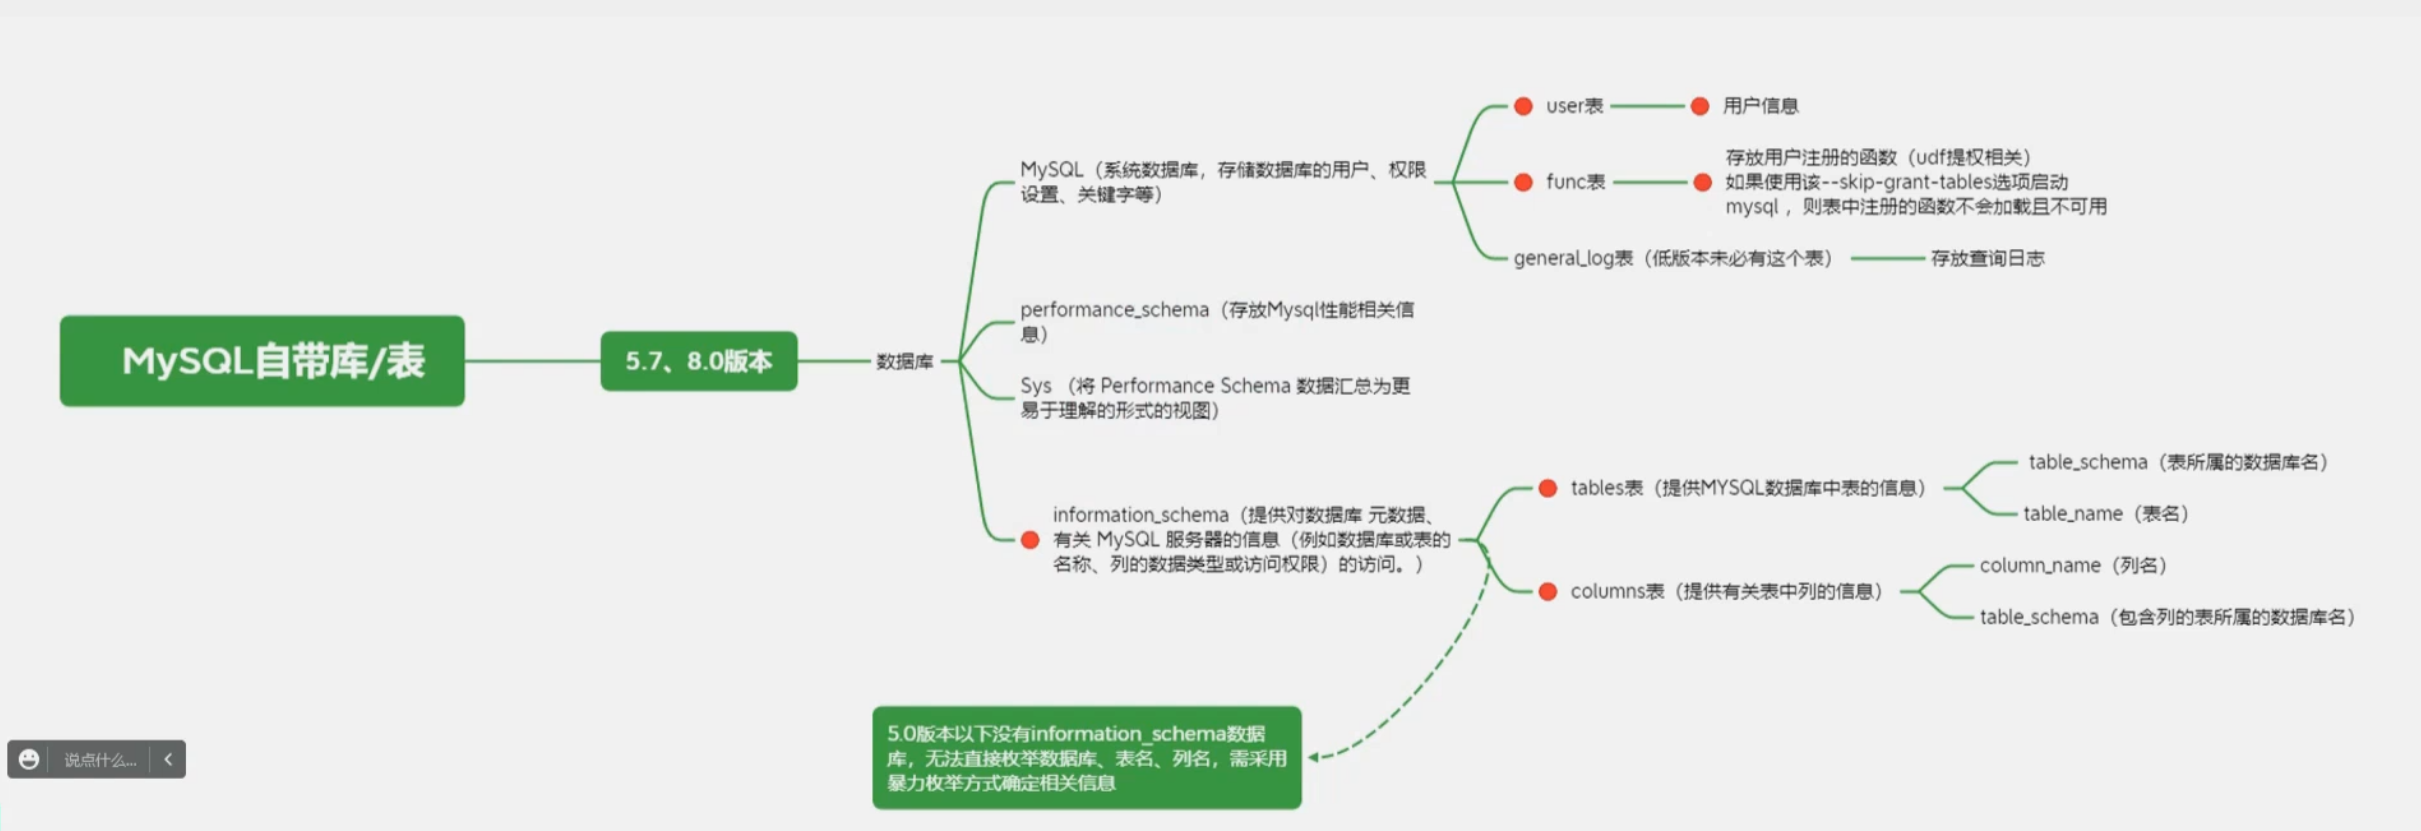 MySQL自带库/表
5.7、8.0版本
数据库
MySQL（系统数据库，存储数据库的用户、权限
设置、关键字等）
user表
用户信息
func表
存放用户注册的函数（udf提权相关）
如果使用该--skip-grant-tables选项启动
mysql ，则表中注册的函数不会加载且不可用
general_log表（低版本未必有这个表）
存放查询日志
performance_schema（存放Mysql性能相关信
息）
Sys （将 Performance Schema 数据汇总为更
易于理解的形式的视图）
information_schema（提供对数据库 元数据、
有关 MySQL 服务器的信息（例如数据库或表的
名称、列的数据类型或访问权限）的访问。）
tables表（提供MYSQL数据库中表的信息）
table_schema（表所属的数据库名）
table_name（表名）
columns表（提供有关表中列的信息）
column_name（列名）
table_schema（包含列的表所属的数据库名）
5.0版本以下没有information_schema数据
库，无法直接枚举数据库、表名、列名，需采用
暴力枚举方式确定相关信息
说点什么...